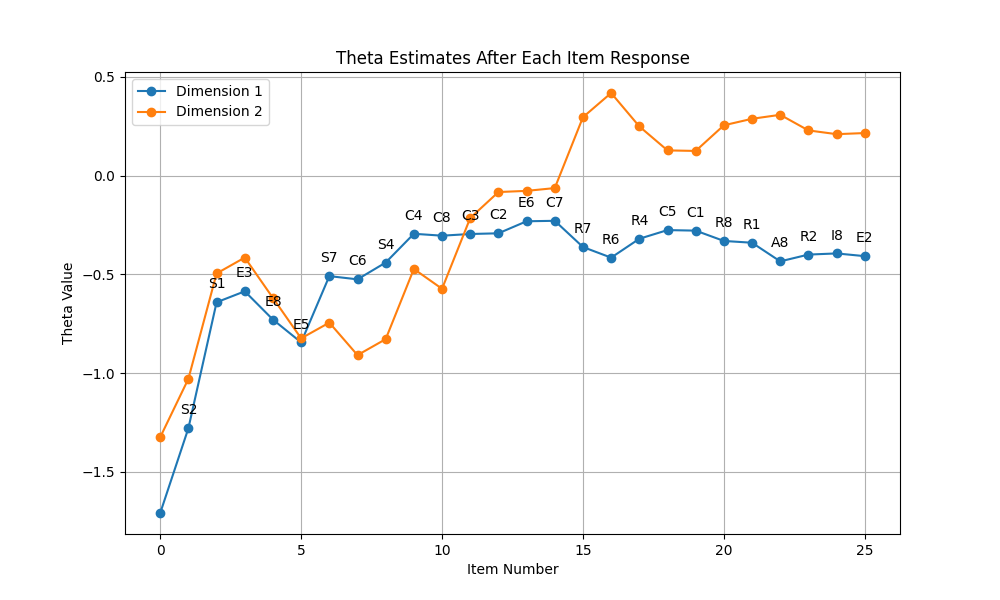 Theta Estimates After Each Item Response
Dimension 1
Dimension 2
Theta Value
0.5
0.0
−0.5
−1.0
−1.5
S2
S1
E3
E8
E5
S7
C6
S4
C4
C8
C3
C2
E6
C7
R7
R6
R4
C5
C1
R8
R1
A8
R2
I8
E2
0 5 10 15 20 25
Item Number